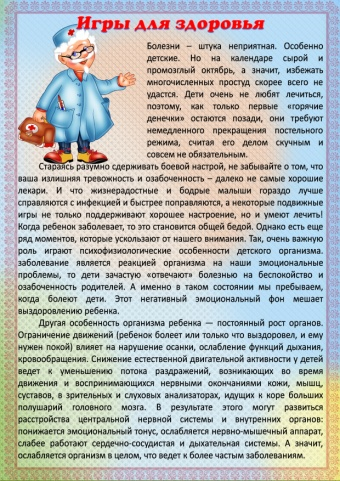 Игры для здоровья
Болезни – штука неприятная. Особенно
детские. Но на календаре сырой и
промозглый октябрь, а значит, избежать
многочисленных простуд скорее всего не
удастся. Дети очень не любят лечиться,
поэтому, как только первые «горячие
денечки» остаются позади, они требуют
немедленного прекращения постельного
режима, считая его делом скучным и
совсем не обязательным.
Стараясь разумно сдерживать боевой настрой, не забывайте о том, что
ваша излишняя тревожность и озабоченность – далеко не самые хорошие
лекари. И что жизнерадостные и бодрые малыши гораздо лучше
справляются с инфекцией и быстрее поправляются, а некоторые подвижные
игры не только поддерживают хорошее настроение, но и умеют лечить!
Когда ребенок заболевает, то это становится общей бедой. Однако есть еще
ряд моментов, которые ускользают от нашего внимания. Так, очень важную
роль играют психофизиологические особенности детского организма.
заболевание является реакцией организма на наши эмоциональные
проблемы, то дети зачастую «отвечают» болезнью на беспокойство и
озабоченность родителей. А именно в таком состоянии мы пребываем,
когда болеют дети. Этот негативный эмоциональный фон мешает
выздоровлению ребенка.
Другая особенность организма ребенка — постоянный рост органов.
Ограничение движений (ребенок болеет или только что выздоровел, и ему
нужен покой) влияет на нарушение осанки, ослабление функций дыхания,
кровообращения. Снижение естественной двигательной активности у детей
ведет к уменьшению потока раздражений, возникающих во время
движения и воспринимающихся нервными окончаниями кожи, мышц,
суставов, в зрительных и слуховых анализаторах, идущих к коре больших
полушарий головного мозга. В результате этого могут развиться
расстройства центральной нервной системы и внутренних органов:
понижается эмоциональный тонус, ослабляется нервно-мышечный аппарат,
слабее работают сердечно-сосудистая и дыхательная системы. А значит,
ослабляется организм в целом, что ведет к более частым заболеваниям.